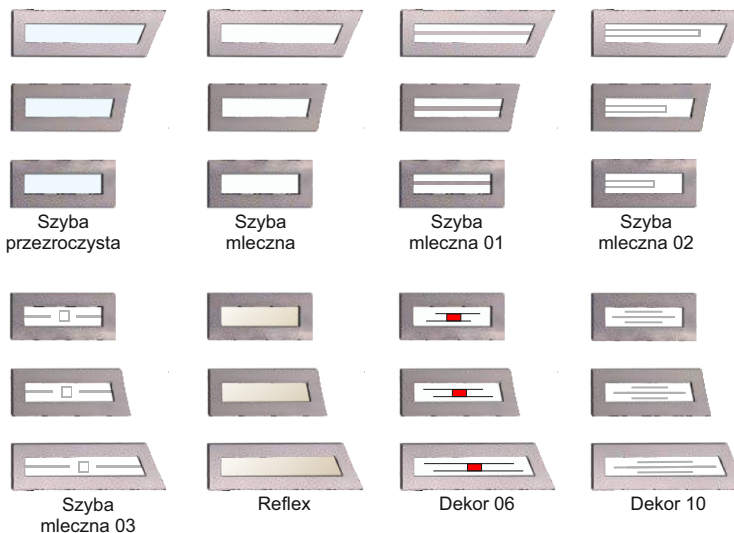 Szyba
przezroczysta
Szyba
mleczna
Szyba
mleczna 01
Szyba
mleczna 02
Szyba
mleczna 03
Reflex
Dekor 06
Dekor 10